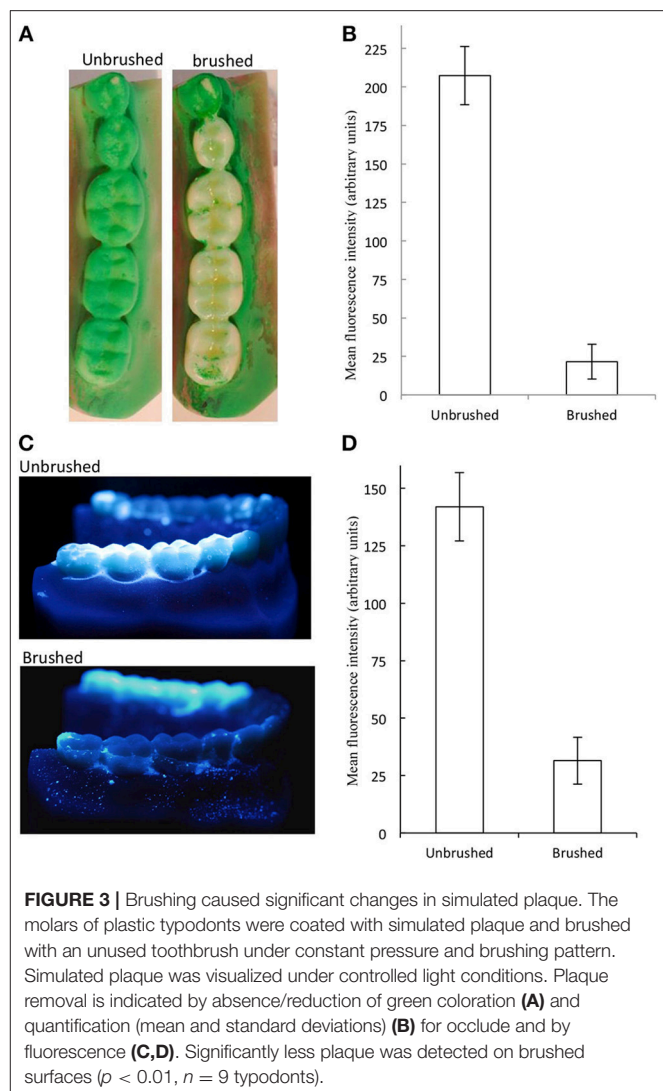 A
Unbrushed
brushed
B
Mean fluorescence intensity (arbitrary units)
225
200
175
150
125
100
75
50
25
0
Unbrushed
Brushed
C
Unbrushed
Brushed
D
Mean fluorescence intensity (arbitrary units)
150
125
100
75
50
25
0
Unbrushed
Brushed
FIGURE 3 | Brushing caused significant changes in simulated plaque. The
molars of plastic typodonts were coated with simulated plaque and brushed
with an unused toothbrush under constant pressure and brushing pattern.
Simulated plaque was visualized under controlled light conditions. Plaque
removal is indicated by absence/reduction of green coloration (A) and
quantification (mean and standard deviations) (B) for occlude and by
fluorescence (C,D). Significantly less plaque was detected on brushed
surfaces (p < 0.01, n = 9 typodonts).